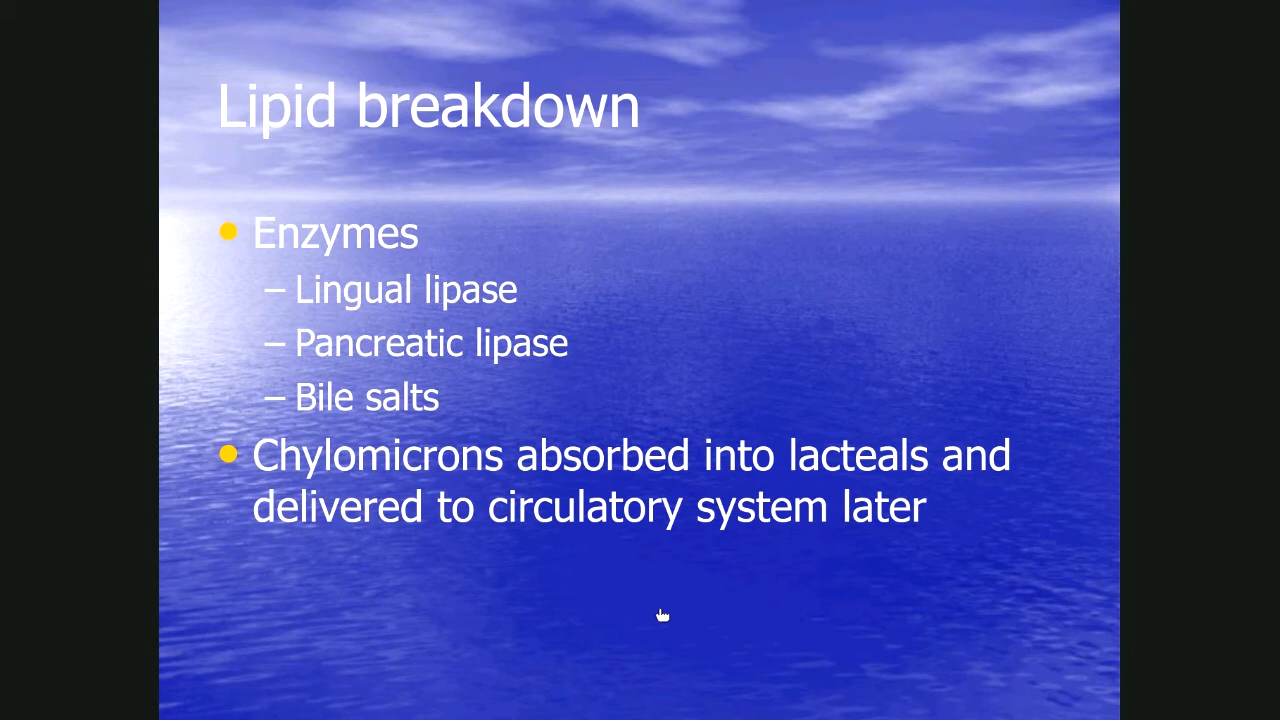 Lipid breakdown
• Enzymes
– Lingual lipase
– Pancreatic lipase
– Bile salts
• Chylomicrons absorbed into lacteals and
delivered to circulatory system later